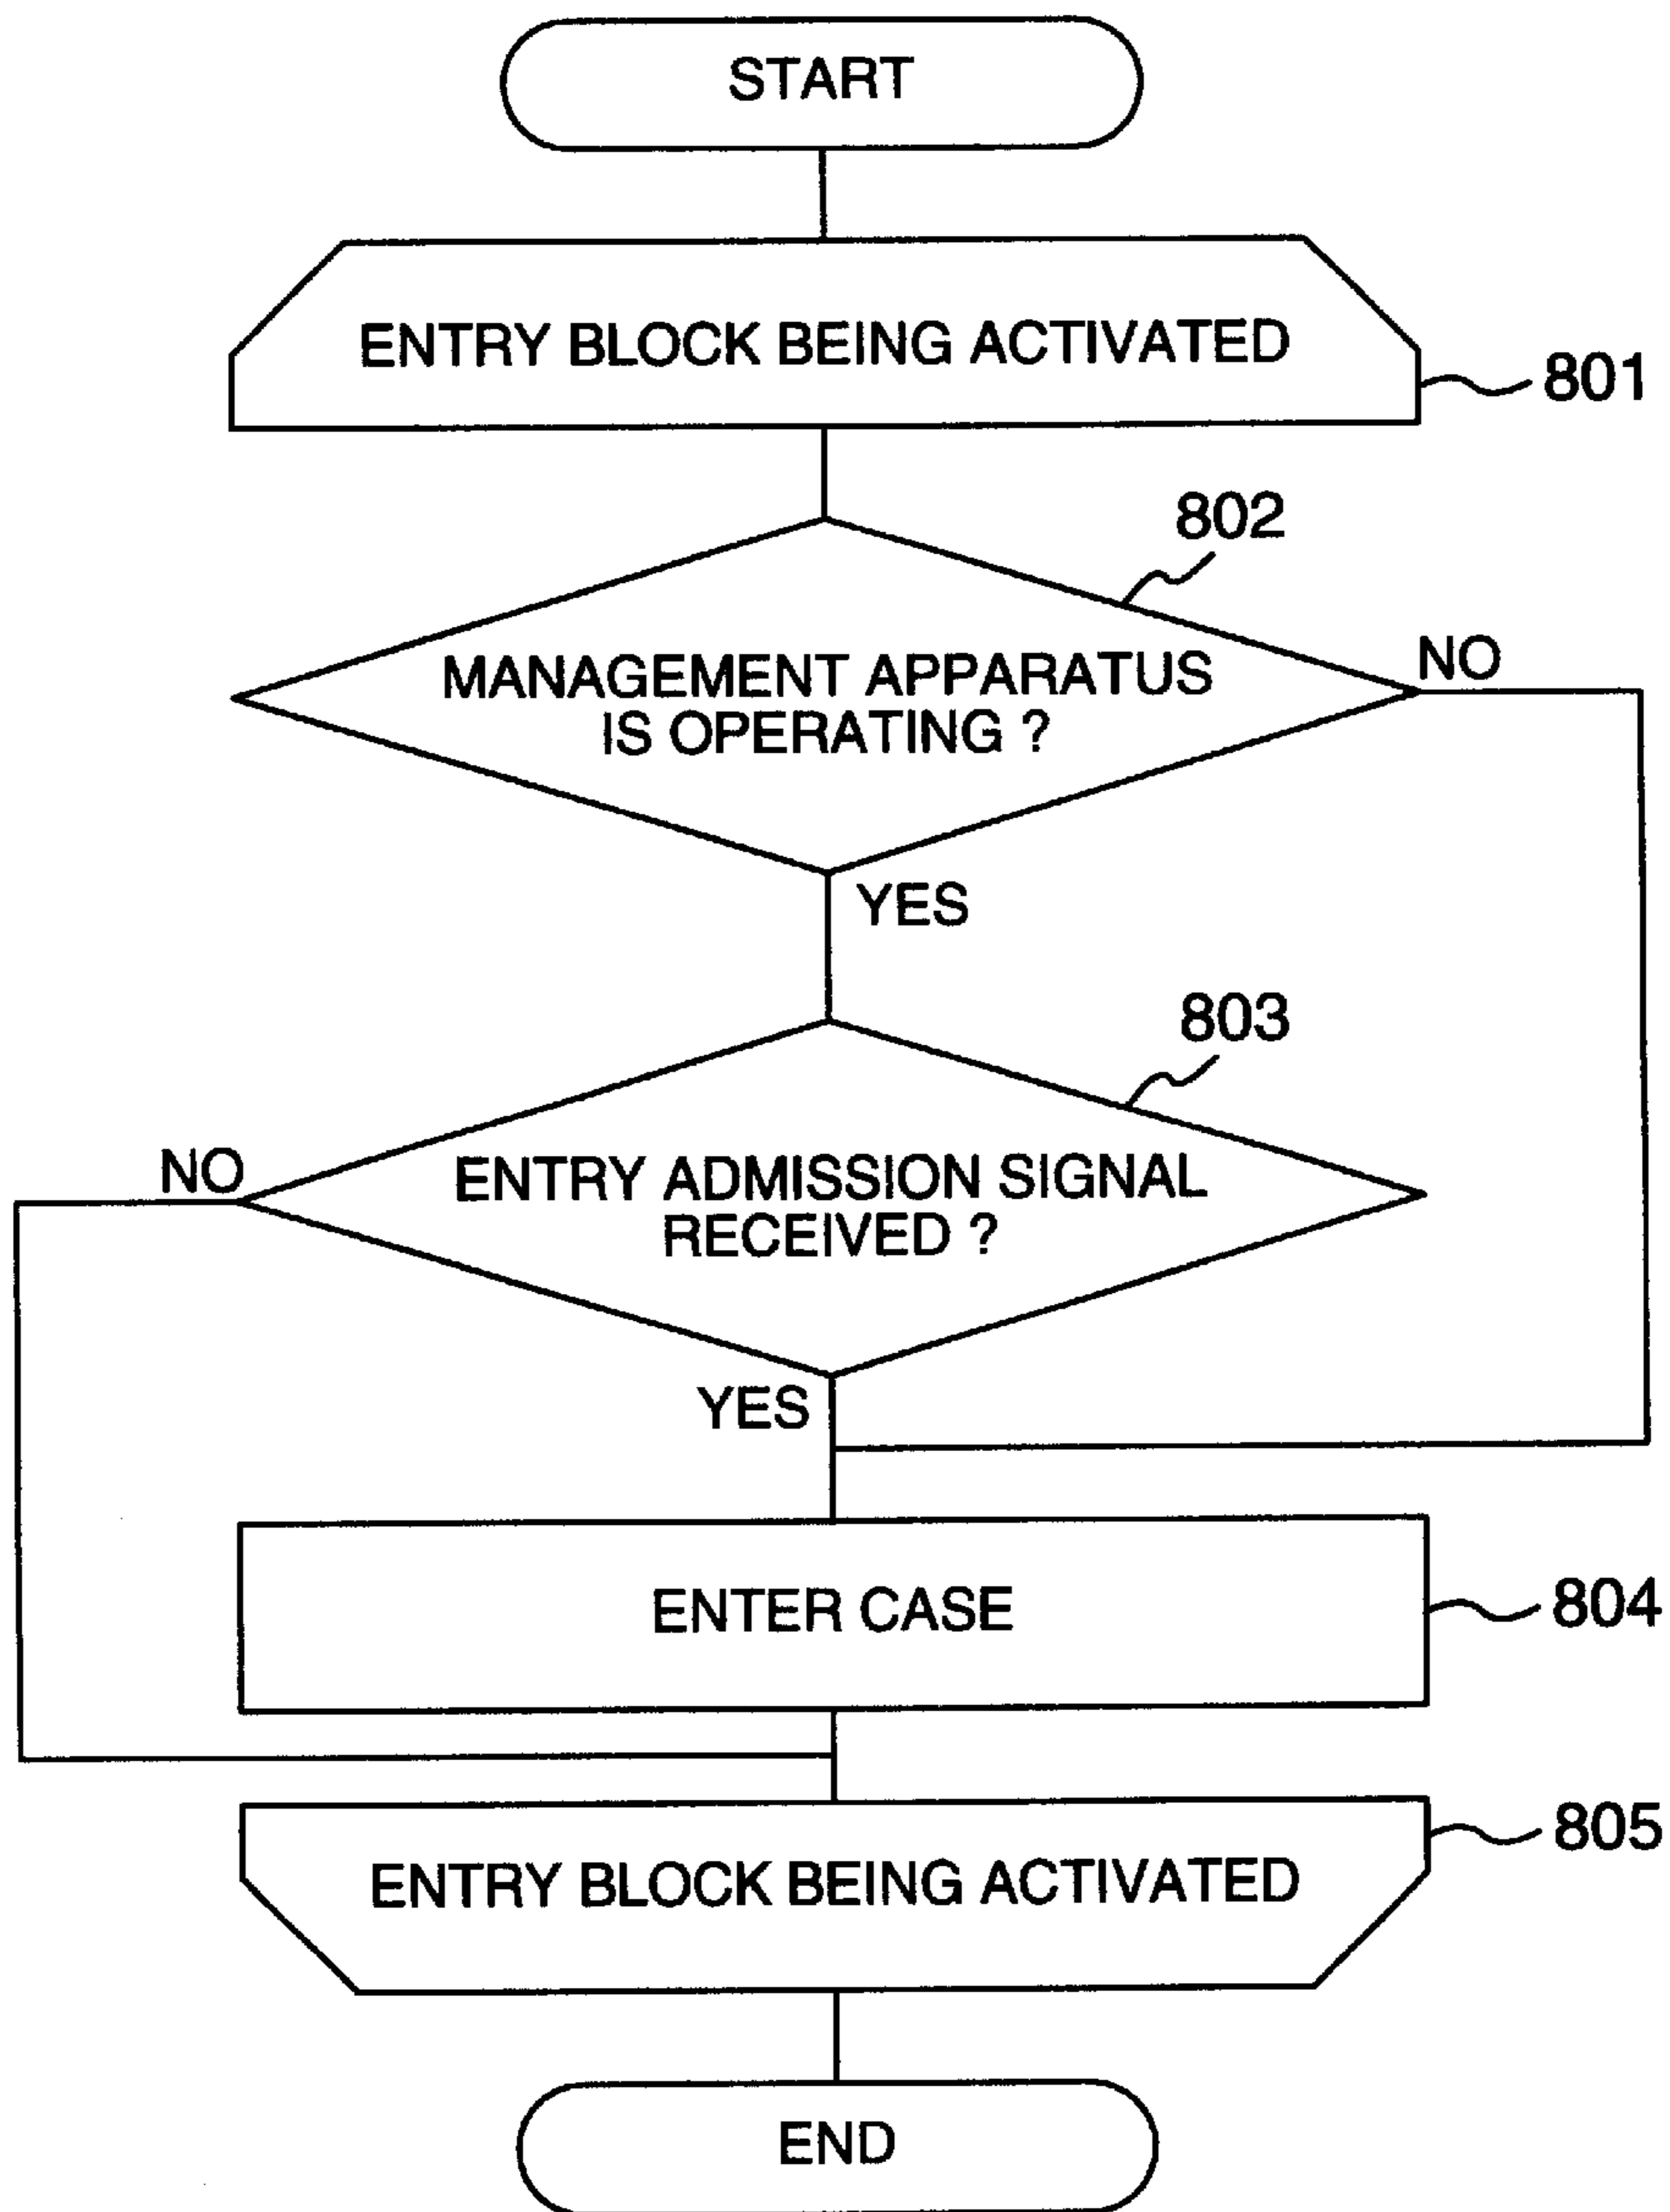 START
ENTRY BLOCK BEING ACTIVATED
801
802
MANAGEMENT APPARATUS
IS OPERATING ?
NO
YES
803
NO
ENTRY ADMISSION SIGNAL
RECEIVED ?
YES
ENTER CASE
804
805
ENTRY BLOCK BEING ACTIVATED
END